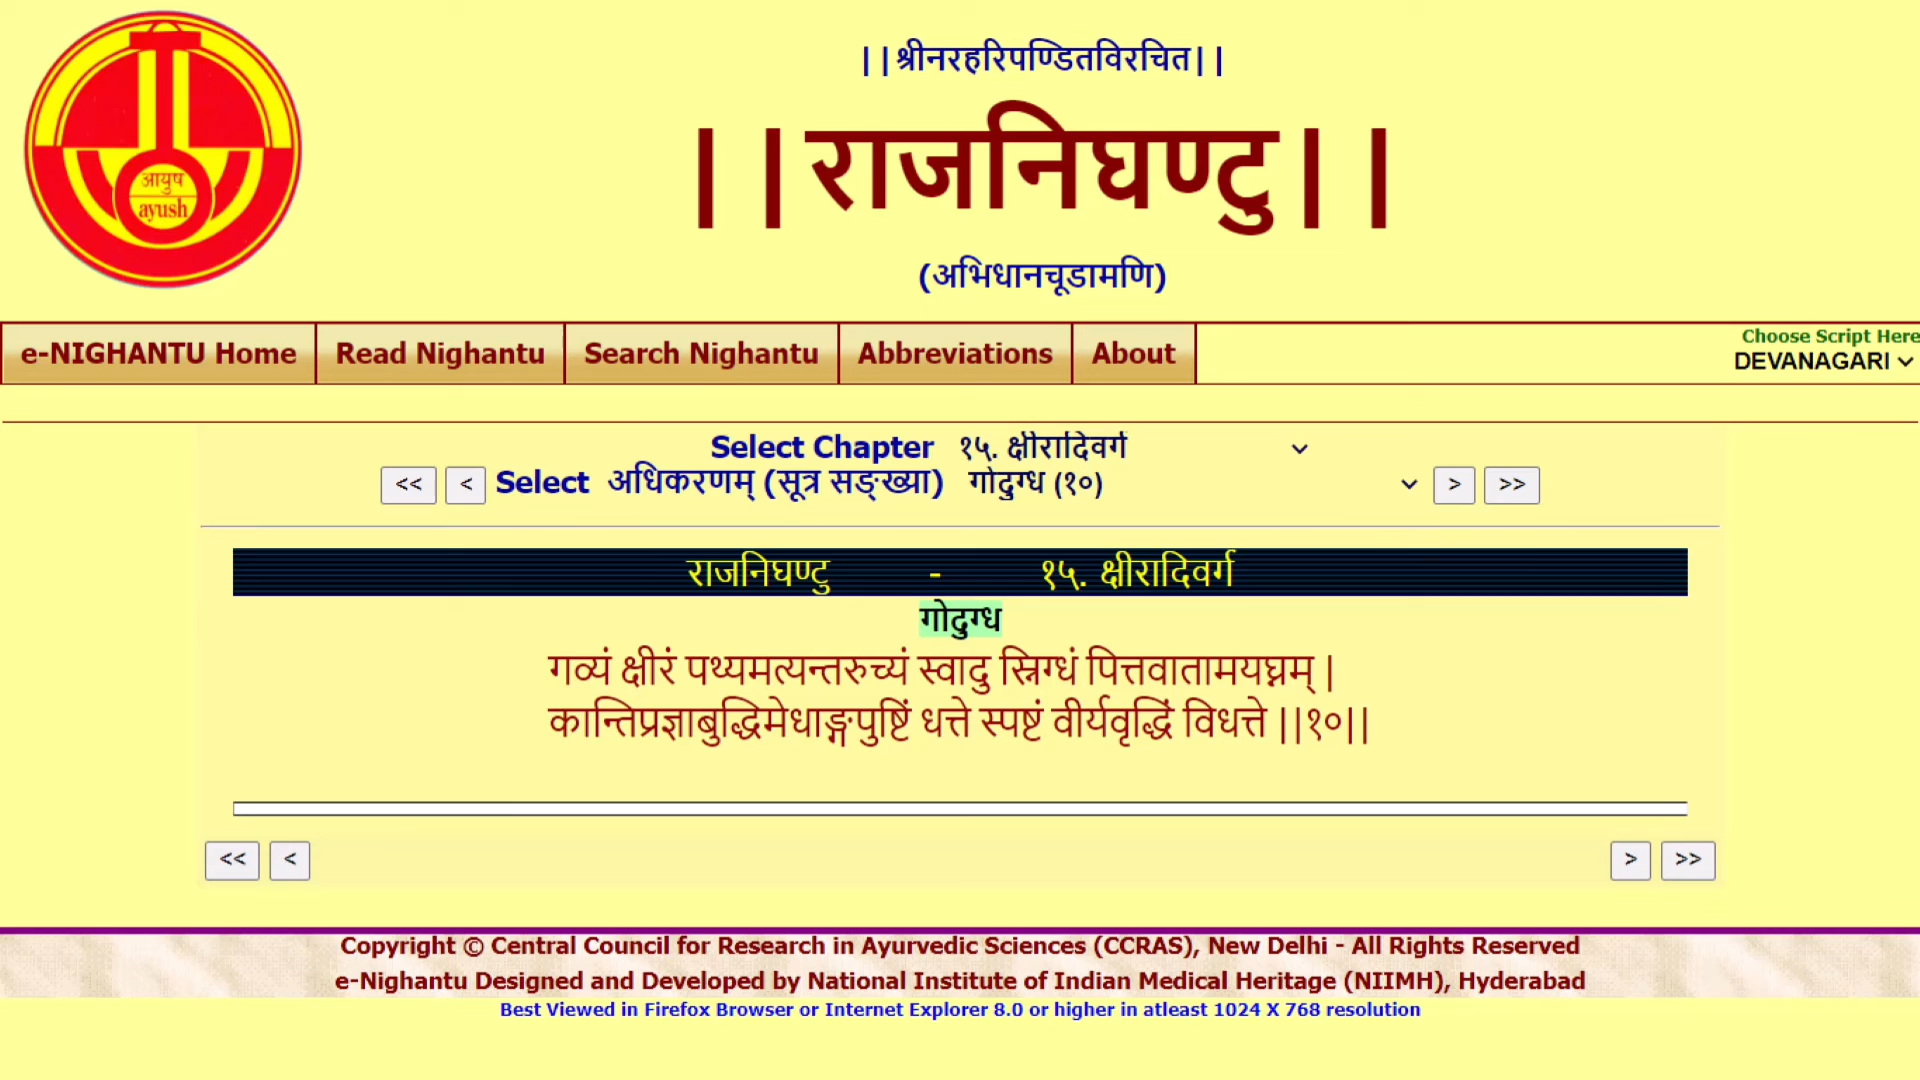 ||श्रीनरहरिपण्डितविरचित||
||राजनिघण्टु||
(अभिधानचूडामणि)
आयुष
ayush
e-NIGHANTU Home Read Nighantu Search Nighantu Abbreviations About
Choose Script Here
DEVANAGARI
Select Chapter १५. क्षीरादिवर्ग
<< < Select अधिकरणम् (सूत्र सङ्ख्या) गोदुग्ध (१०) > >>
राजनिघण्टु - १५. क्षीरादिवर्ग
गोदुग्ध
गव्यं क्षीरं पथ्यमत्यन्तरुच्यं स्वादु स्निग्धं पित्तवातामयघ्नम् |
कान्तिप्रज्ञाबुद्धिमेधाङ्गपुष्टिं धत्ते स्पष्टं वीर्यवृद्धिं विधत्ते ||१०||
<< < > >>
Copyright © Central Council for Research in Ayurvedic Sciences (CCRAS), New Delhi - All Rights Reserved
e-Nighantu Designed and Developed by National Institute of Indian Medical Heritage (NIIMH), Hyderabad
Best Viewed in Firefox Browser or Internet Explorer 8.0 or higher in atleast 1024 X 768 resolution